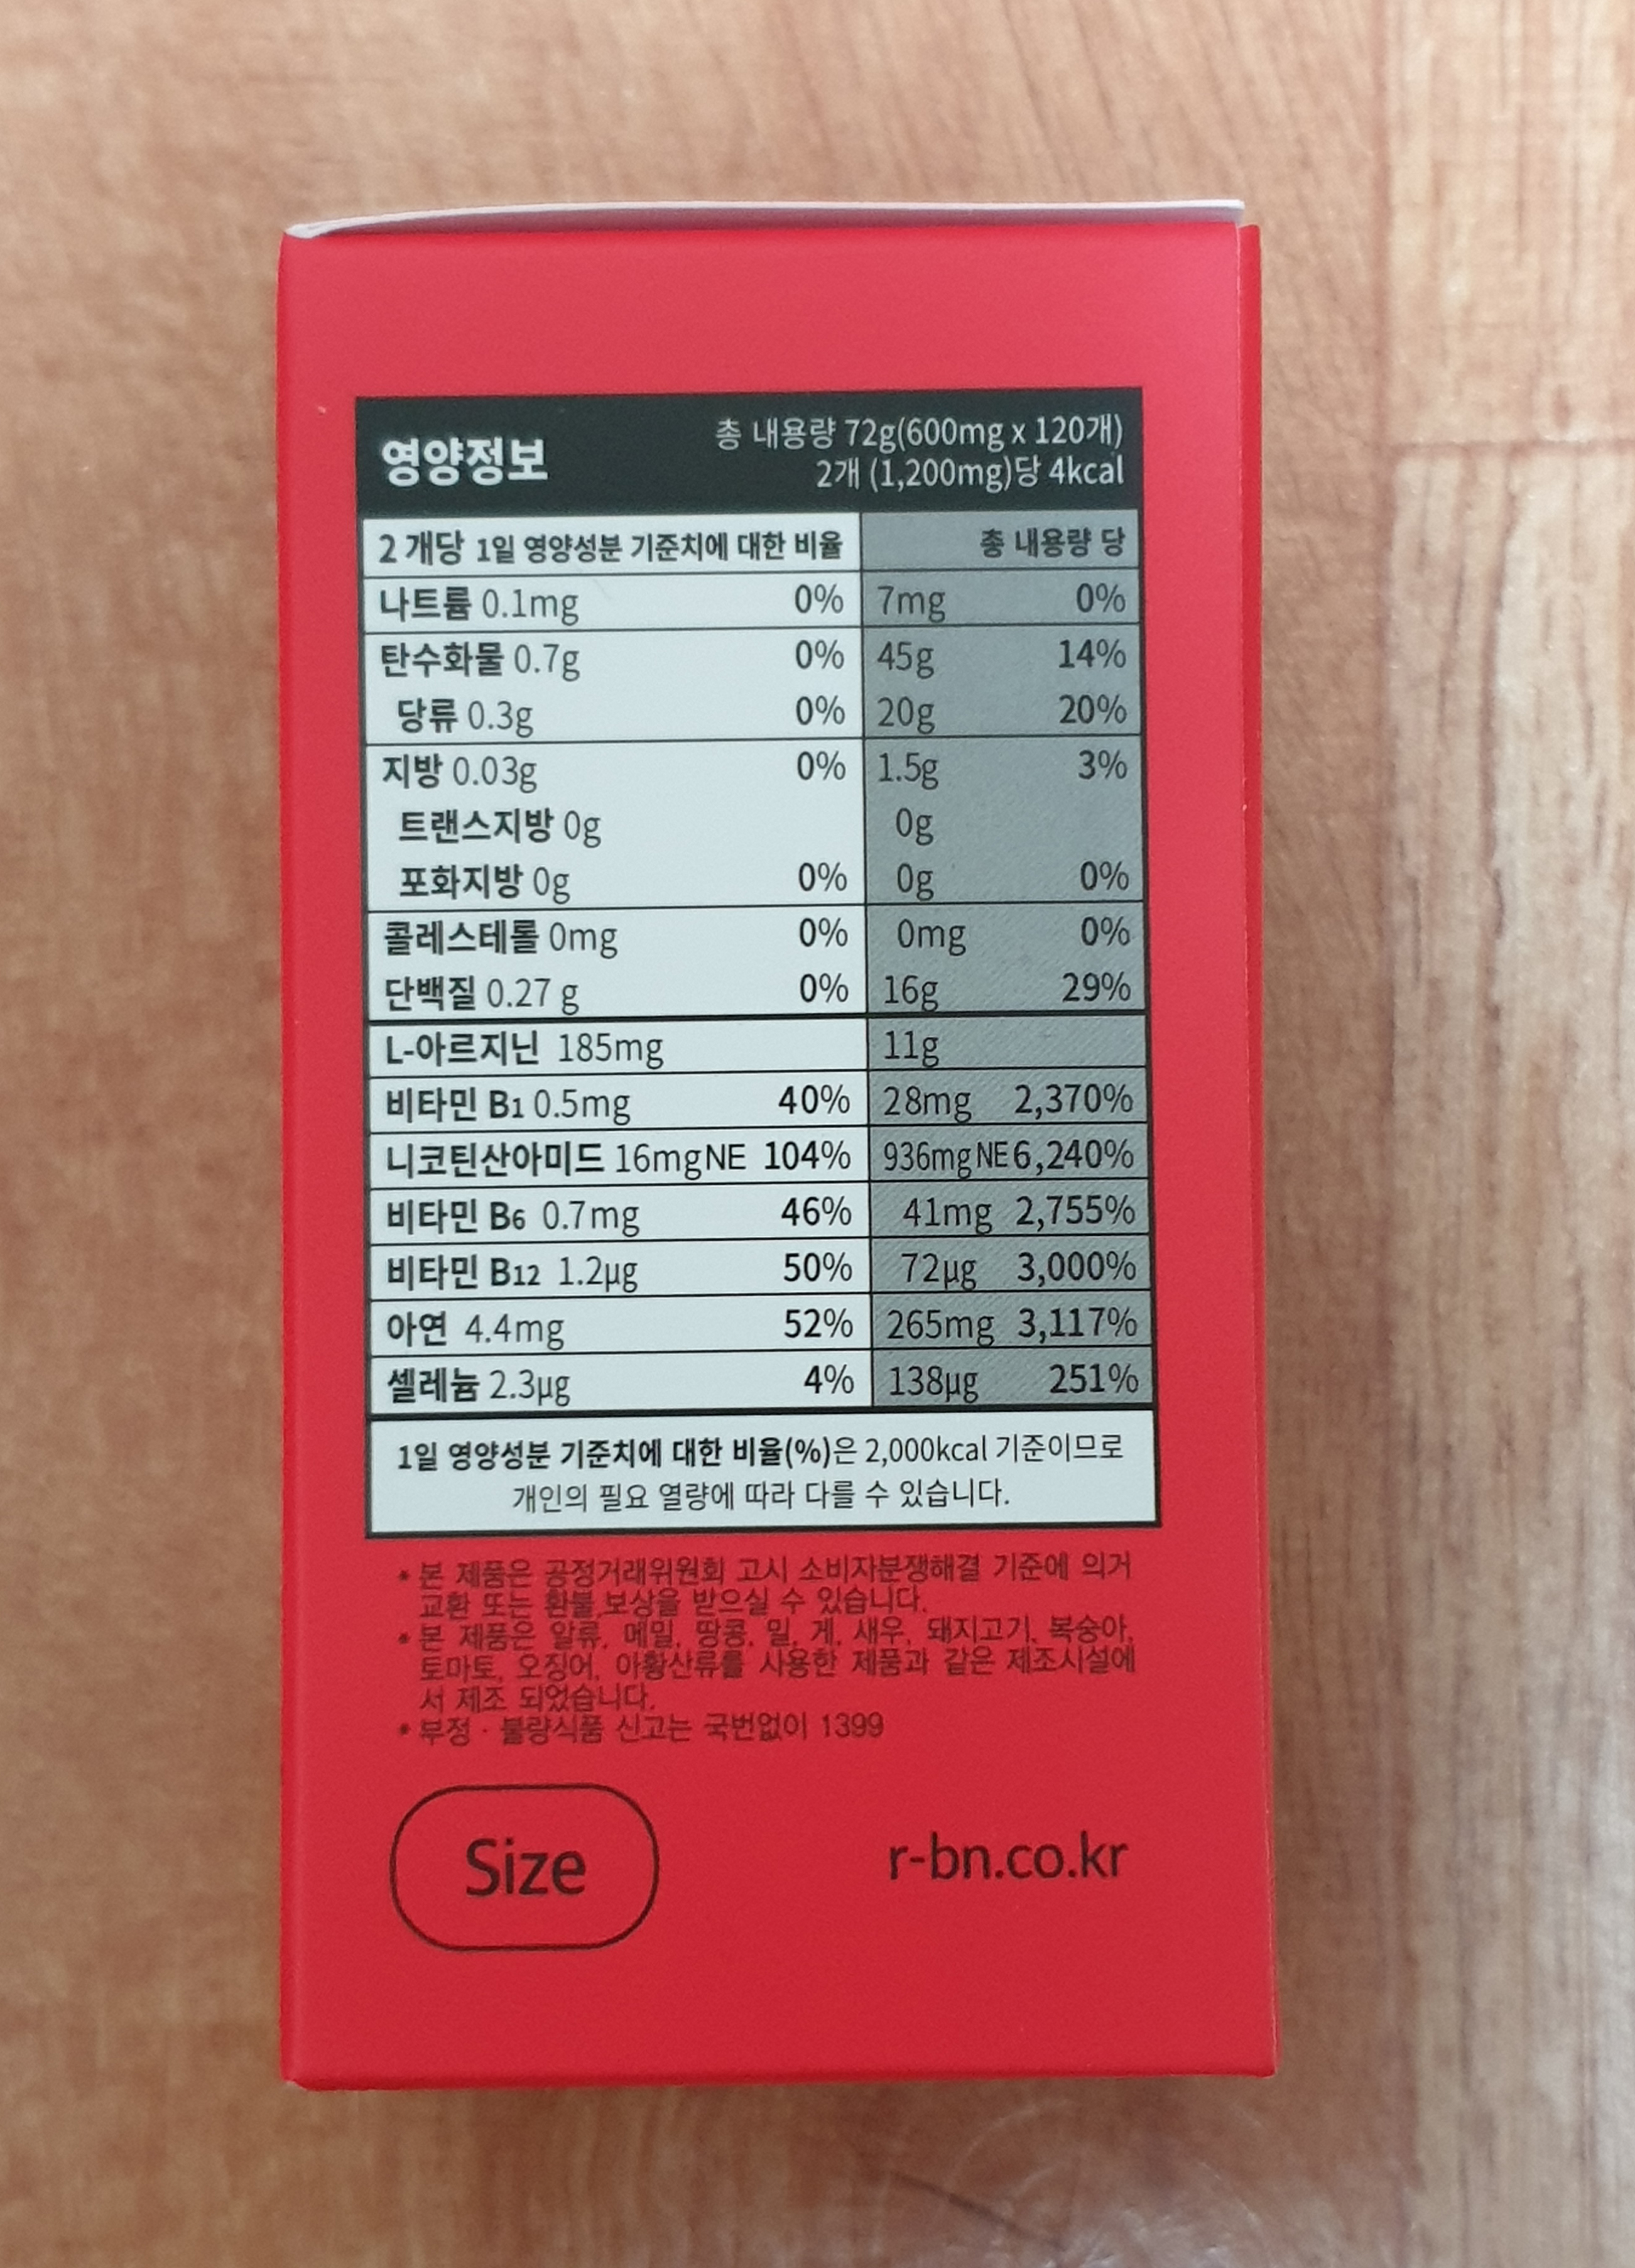 영양정보
총 내용량 72g(600mg x 120개)
2개 (1,200mg)당 4kcal
2 개당 1일 영양성분 기준치에 대한 비율 총 내용량 당
나트륨 0.1mg 0% 7mg 0%
탄수화물 0.7g 0% 45g 14%
당류 0.3g 0% 20g 20%
지방 0.03g 0% 1.5g 3%
트랜스지방 0g 0g
포화지방 0g 0% 0g 0%
콜레스테롤 0mg 0% 0mg 0%
단백질 0.27 g 0% 16g 29%
L-아르지닌 185mg 11g
비타민 B1 0.5mg 40% 28mg 2,370%
니코틴산아미드 16mgNE 104% 936mgNE 6,240%
비타민 B6 0.7mg 46% 41mg 2,755%
비타민 B12 1.2μg 50% 72μg 3,000%
아연 4.4mg 52% 265mg 3,117%
셀레늄 2.3μg 4% 138μg 251%
1일 영양성분 기준치에 대한 비율(%)은 2,000kcal 기준이므로
개인의 필요 열량에 따라 다를 수 있습니다.
* 본 제품은 공정거래위원회 고시 소비자분쟁해결 기준에 의거
교환 또는 환불,보상을 받으실 수 있습니다.
* 본 제품은 알류, 메밀, 땅콩, 밀, 게, 새우, 돼지고기, 복숭아,
토마토, 오징어, 아황산류를 사용한 제품과 같은 제조시설에
서 제조 되었습니다.
* 부정 · 불량식품 신고는 국번없이 1399
Size
r-bn.co.kr